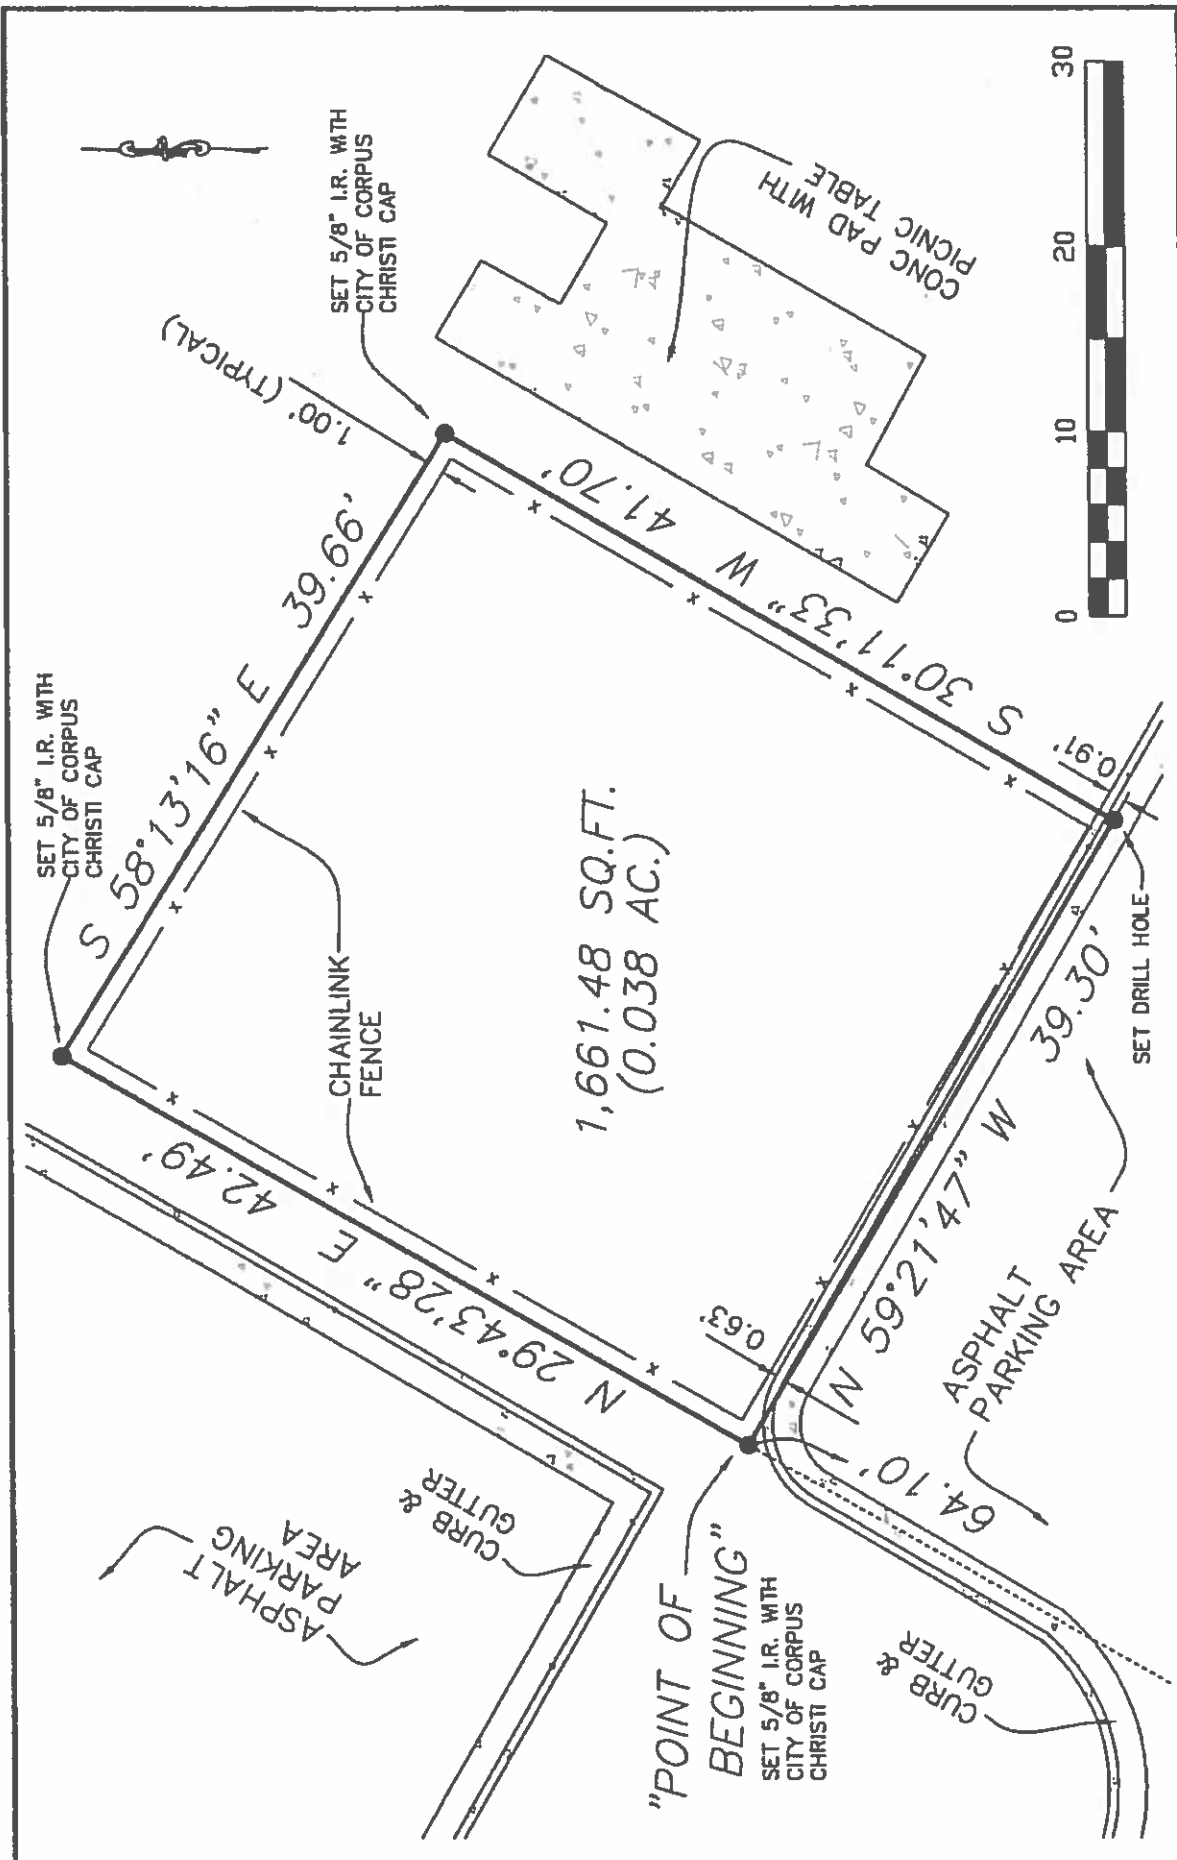 SET 5/8" I.R. WITH
CITY OF CORPUS
CHRISTI CAP
S 58°13'16" E 39.66'
1.00' (TYPICAL)
SET 5/8" I.R. WITH
CITY OF CORPUS
CHRISTI CAP
CHAINLINK
FENCE
N 29°43'28" E 42.49'
1,661.48 SQ.FT.
(0.038 AC.)
S 30°11'33" W 41.70'
CONC PAD WITH
PICNIC TABLE
ASPHALT
PARKING
AREA
CURB &
GUTTER
0.63'
0.91'
"POINT OF
BEGINNING"
SET 5/8" I.R. WITH
CITY OF CORPUS
CHRISTI CAP
N 59°21'47" W 39.30'
64.10'
ASPHALT
PARKING AREA
SET DRILL HOLE
CURB &
GUTTER
0 10 20 30